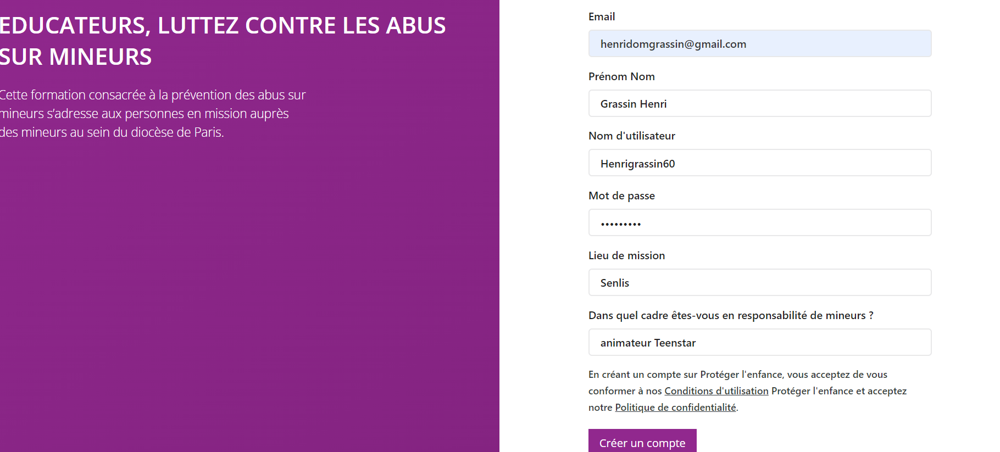 EDUCATEURS, LUTTEZ CONTRE LES ABUS
SUR MINEURS
Cette formation consacrée à la prévention des abus sur
mineurs s’adresse aux personnes en mission auprès
des mineurs au sein du diocèse de Paris.
Email
henridomgrassin@gmail.com
Prénom Nom
Grassin Henri
Nom d'utilisateur
Henrigrassin60
Mot de passe
•••••••••
Lieu de mission
Senlis
Dans quel cadre êtes-vous en responsabilité de mineurs ?
animateur Teenstar
En créant un compte sur Protéger l'enfance, vous acceptez de vous
conformer à nos Conditions d'utilisation Protéger l'enfance et acceptez
notre Politique de confidentialité.
Créer un compte